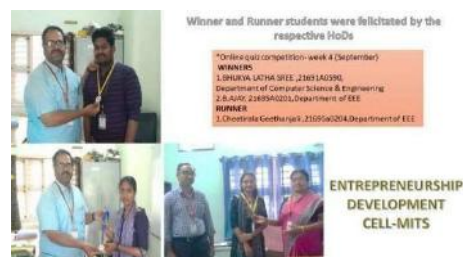 Winner and Runner students were felicitated by the
respective HoDs
*Online quiz competition- week 4 (September)
WINNERS
1.BHUKYA LATHA SREE ,21691A0590,
Department of Computer Science & Engineering
2.B.AJAY, 21695A0201,Department of EEE
RUNNER
1.Cheetirala Geethanjali ,21695a0204,Department of EEE
ENTREPRENEURSHIP
DEVELOPMENT
CELL-MITS